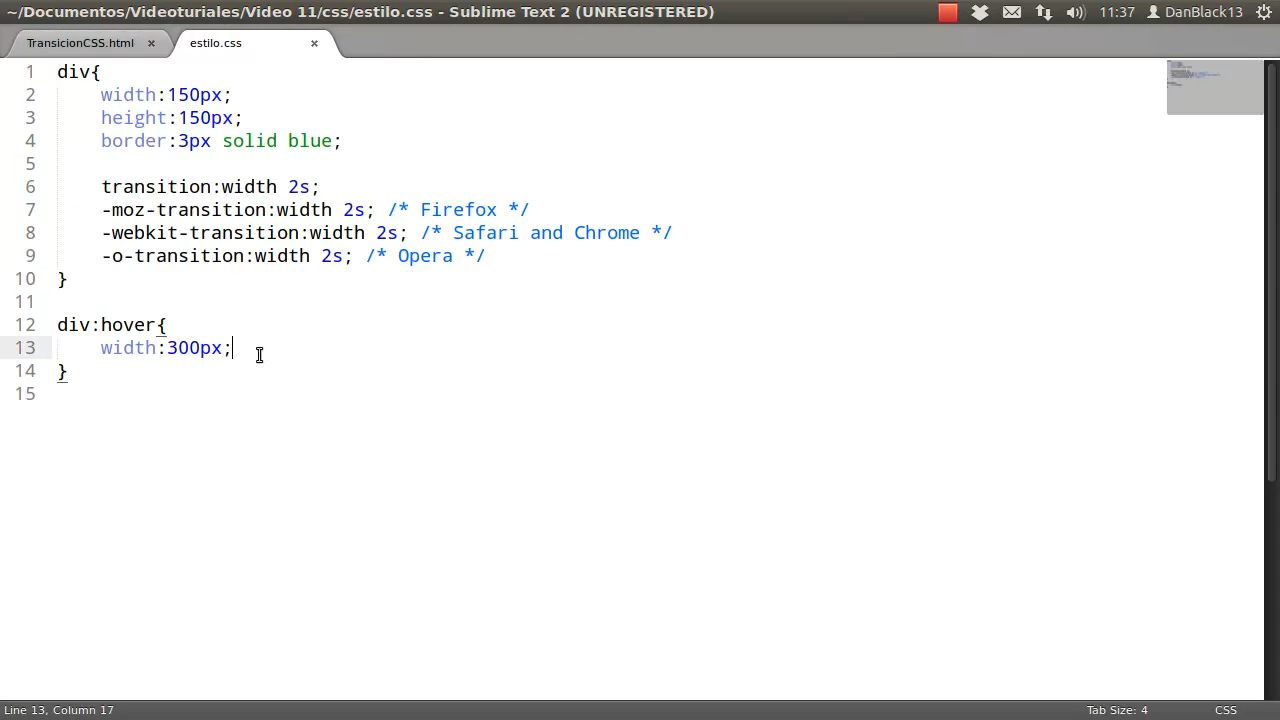 ~/Documentos/Videoturiales/Video 11/css/estilo.css - Sublime Text 2 (UNREGISTERED) 11:37 DanBlack13
TransicionCSS.html × estilo.css ×
1 div{
2 width:150px;
3 height:150px;
4 border:3px solid blue;
5
6 transition:width 2s;
7 -moz-transition:width 2s; /* Firefox */
8 -webkit-transition:width 2s; /* Safari and Chrome */
9 -o-transition:width 2s; /* Opera */
10 }
11
12 div:hover{
13 width:300px;
14 }
15
Line 13, Column 17 Tab Size: 4 CSS